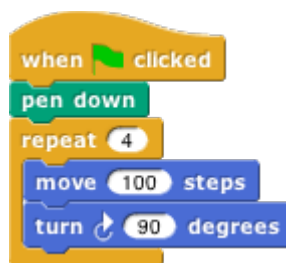 when clicked
pen down
repeat 4
move 100 steps
turn 90 degrees